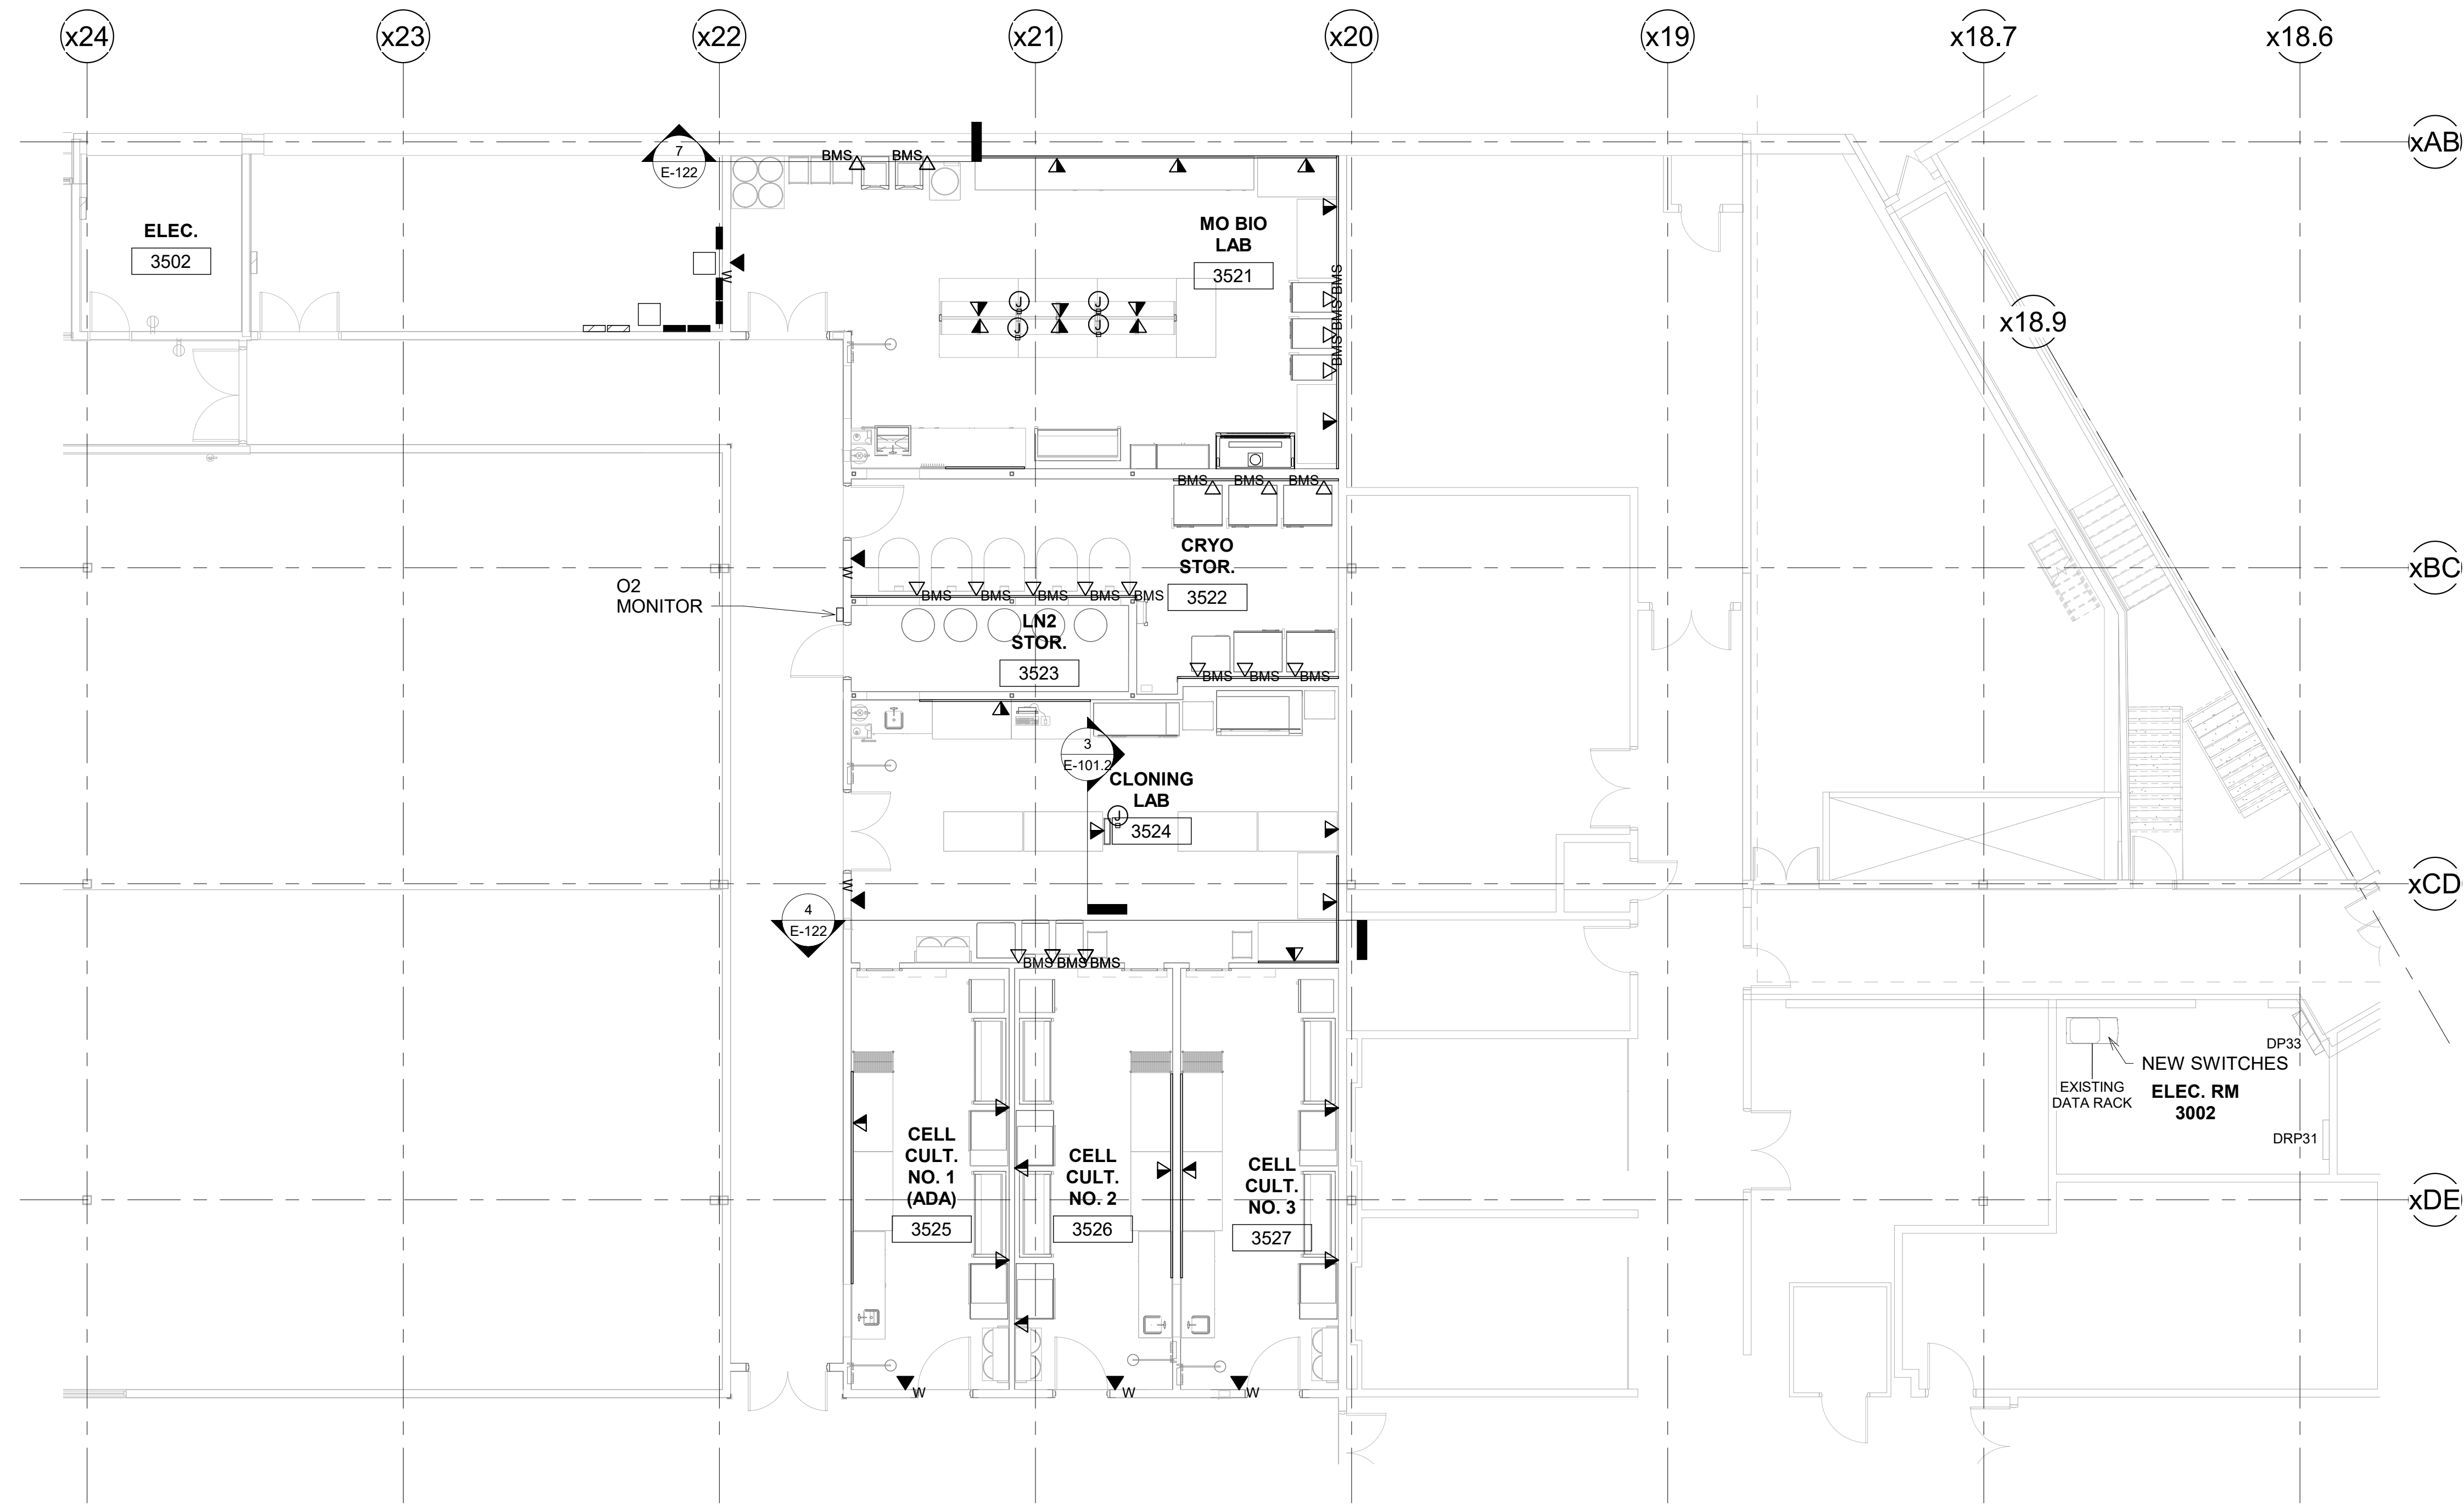 x24
x23
x22
x21
x20
x19
x18.7
x18.6
xAB
7
E-122
BMS
BMS
ELEC.
3502
MO BIO
LAB
3521
W
BMS
BMS
BMS
J
J
J
J
x18.9
BMS
BMS
BMS
CRYO
STOR.
3522
W
xBC
O2
MONITOR
BMS
BMS
BMS
BMS
BMS
LN2
STOR.
3523
BMS
BMS
BMS
3
E-101.2
CLONING
LAB
J
3524
W
xCD
4
E-122
BMS
BMS
BMS
DP33
NEW SWITCHES
EXISTING
DATA RACK
ELEC. RM
3002
DRP31
CELL
CULT.
NO. 1
(ADA)
3525
CELL
CULT.
NO. 2
3526
CELL
CULT.
NO. 3
3527
xDE
W
W
W